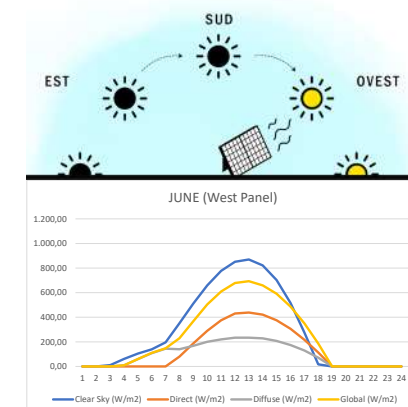 SUD
EST
OVEST
JUNE (West Panel)
1.200,00
1.000,00
800,00
600,00
400,00
200,00
0,00
1 2 3 4 5 6 7 8 9 10 11 12 13 14 15 16 17 18 19 20 21 22 23 24
Clear Sky (W/m2) Direct (W/m2) Diffuse (W/m2) Global (W/m2)